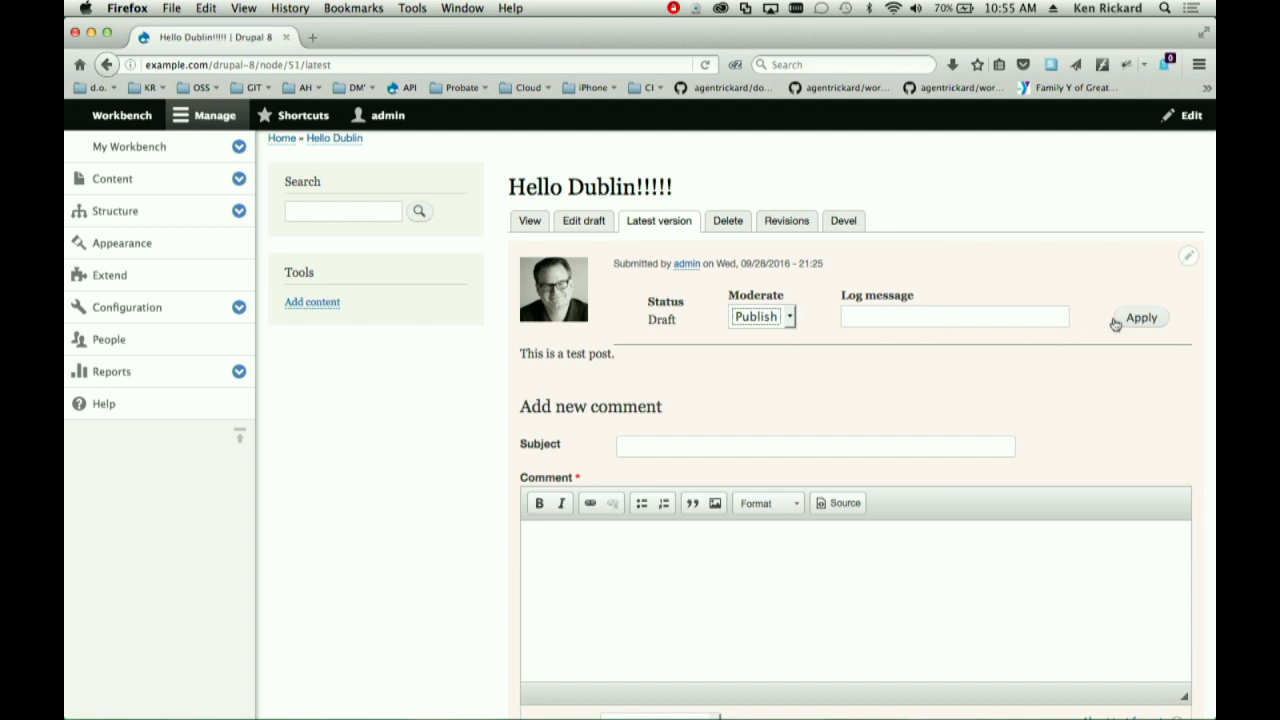 Firefox File Edit View History Bookmarks Tools Window Help 70% 10:55 AM Ken Rickard
Hello Dublin!!!!! | Drupal 8
example.com/drupal-8/node/51/latest Search 0
d.o. KR OSS GIT AH DM' API Probate Cloud iPhone CI agentrickard/do... agentrickard/wor... agentrickard/wor... Family Y of Great...
Workbench Manage Shortcuts admin Edit
My Workbench
Content
Structure
Appearance
Extend
Configuration
People
Reports
Help
Home » Hello Dublin
Search
Tools
Add content
Hello Dublin!!!!!
View Edit draft Latest version Delete Revisions Devel
Submitted by admin on Wed, 09/28/2016 - 21:25
Status Moderate Log message
Draft Publish Apply
This is a test post.
Add new comment
Subject
Comment *
B I Format Source